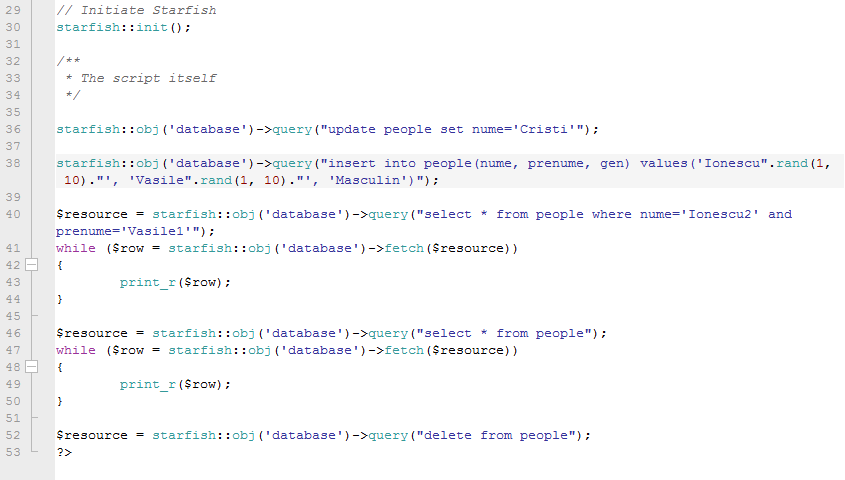 29 // Initiate Starfish
30 starfish::init();
31
32 /**
33  * The script itself
34  */
35
36 starfish::obj('database')->query("update people set nume='Cristi'");
37
38 starfish::obj('database')->query("insert into people(nume, prenume, gen) values('Ionescu".rand(1,
 10)."', 'Vasile".rand(1, 10)."', 'Masculin')");
39
40 $resource = starfish::obj('database')->query("select * from people where nume='Ionescu2' and
prenume='Vasile1'");
41 while ($row = starfish::obj('database')->fetch($resource))
42 {
43         print_r($row);
44 }
45
46 $resource = starfish::obj('database')->query("select * from people");
47 while ($row = starfish::obj('database')->fetch($resource))
48 {
49         print_r($row);
50 }
51
52 $resource = starfish::obj('database')->query("delete from people");
53 ?>